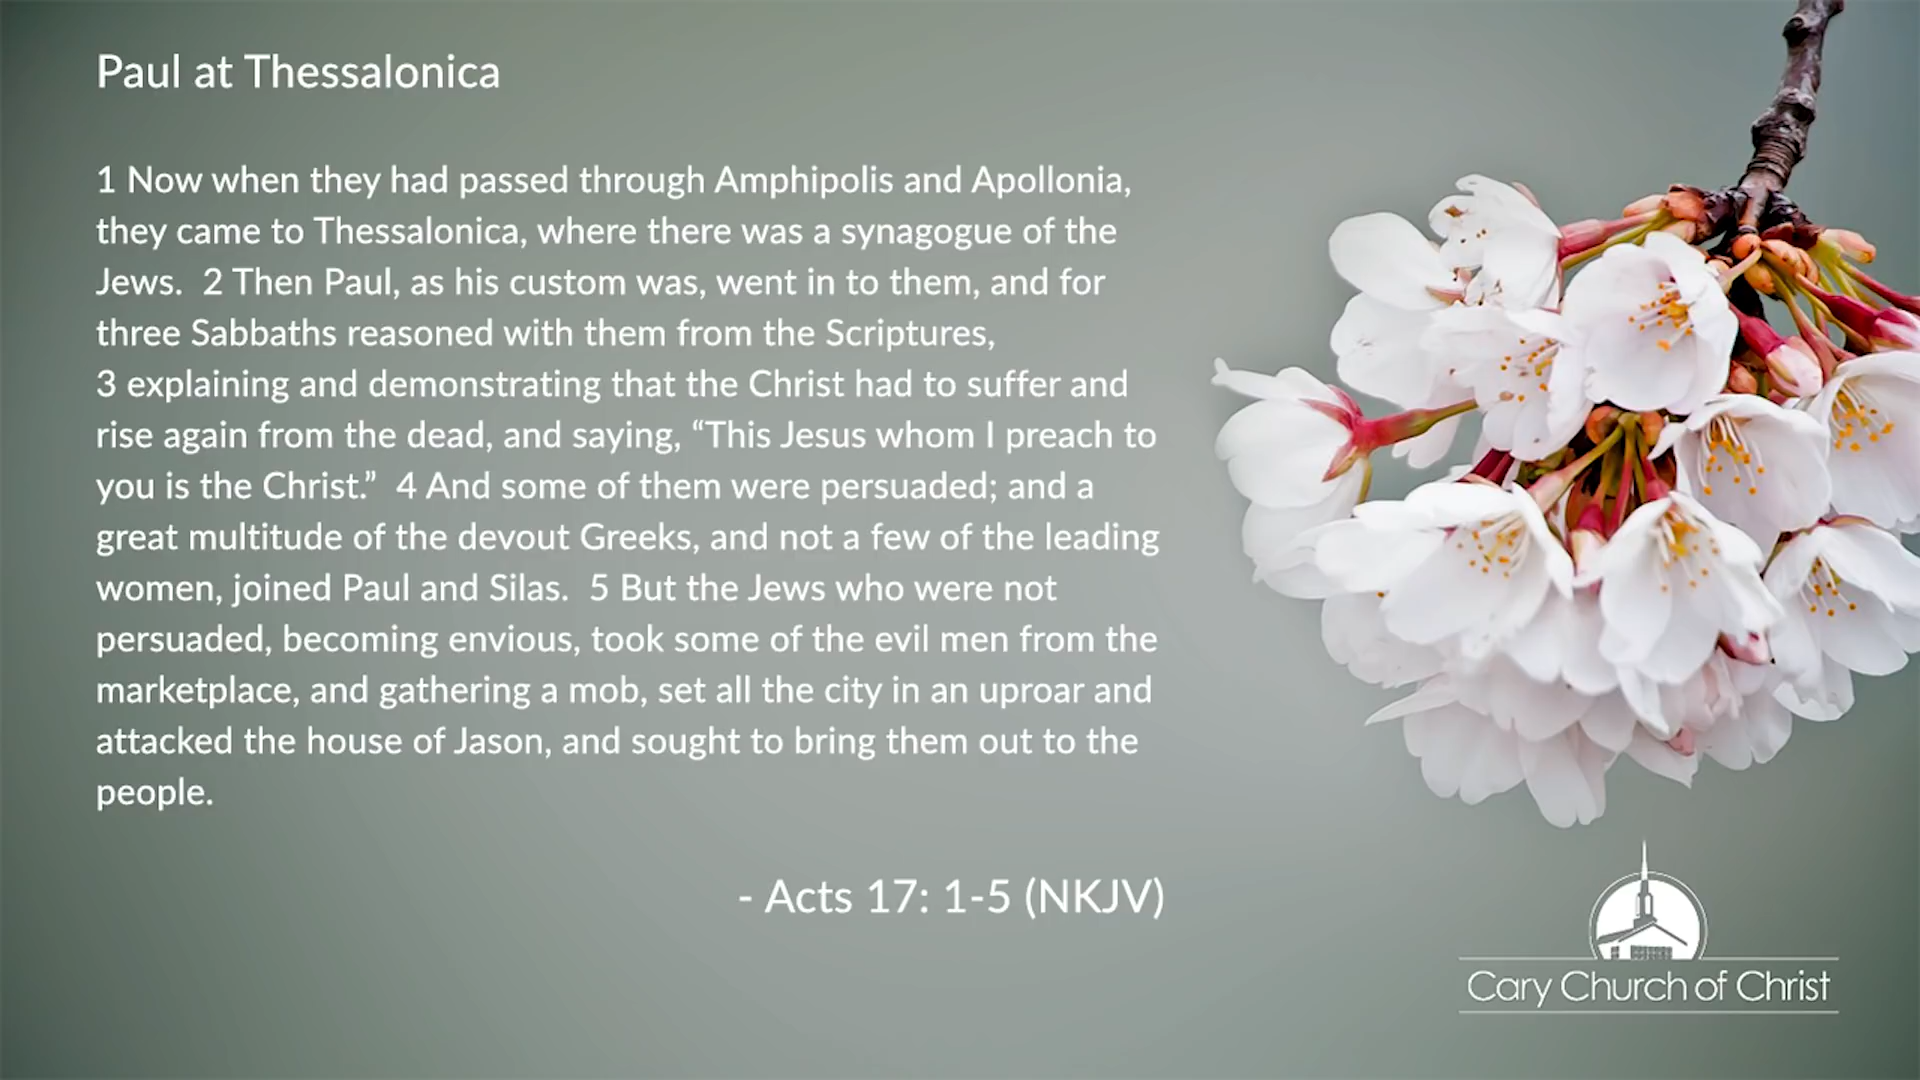 Paul at Thessalonica
1 Now when they had passed through Amphipolis and Apollonia,
they came to Thessalonica, where there was a synagogue of the
Jews.  2 Then Paul, as his custom was, went in to them, and for
three Sabbaths reasoned with them from the Scriptures,
3 explaining and demonstrating that the Christ had to suffer and
rise again from the dead, and saying, “This Jesus whom I preach to
you is the Christ.”  4 And some of them were persuaded; and a
great multitude of the devout Greeks, and not a few of the leading
women, joined Paul and Silas.  5 But the Jews who were not
persuaded, becoming envious, took some of the evil men from the
marketplace, and gathering a mob, set all the city in an uproar and
attacked the house of Jason, and sought to bring them out to the
people.
- Acts 17: 1-5 (NKJV)
Cary Church of Christ